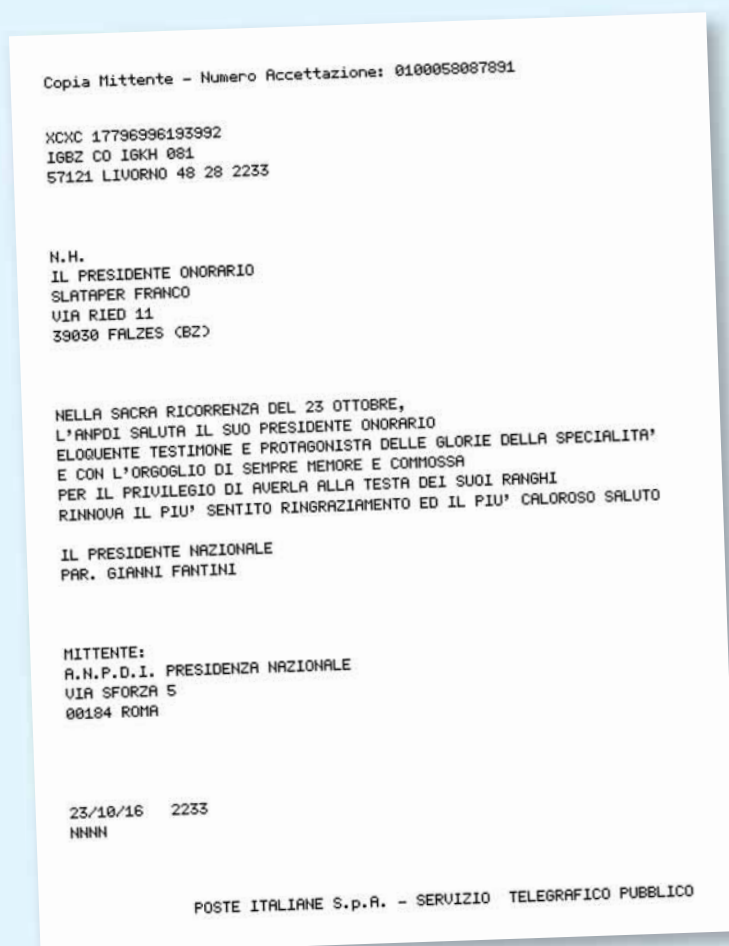 Copia Mittente - Numero Accettazione: 0100058087891
XCXC 17796996193992
IGBZ CO IGKH 081
57121 LIVORNO 48 28 2233
N.H.
IL PRESIDENTE ONORARIO
SLATAPER FRANCO
VIA RIED 11
39030 FALZES (BZ)
NELLA SACRA RICORRENZA DEL 23 OTTOBRE,
L'ANPDI SALUTA IL SUO PRESIDENTE ONORARIO
ELOQUENTE TESTIMONE E PROTAGONISTA DELLE GLORIE DELLA SPECIALITA'
E CON L'ORGOGLIO DI SEMPRE MEMORE E COMMOSSA
PER IL PRIVILEGIO DI AVERLA ALLA TESTA DEI SUOI RANGHI
RINNOVA IL PIU' SENTITO RINGRAZIAMENTO ED IL PIU' CALOROSO SALUTO
IL PRESIDENTE NAZIONALE
PAR. GIANNI FANTINI
MITTENTE:
A.N.P.D.I. PRESIDENZA NAZIONALE
VIA SFORZA 5
00184 ROMA
23/10/16 2233
NNNN
POSTE ITALIANE S.p.A. - SERVIZIO TELEGRAFICO PUBBLICO